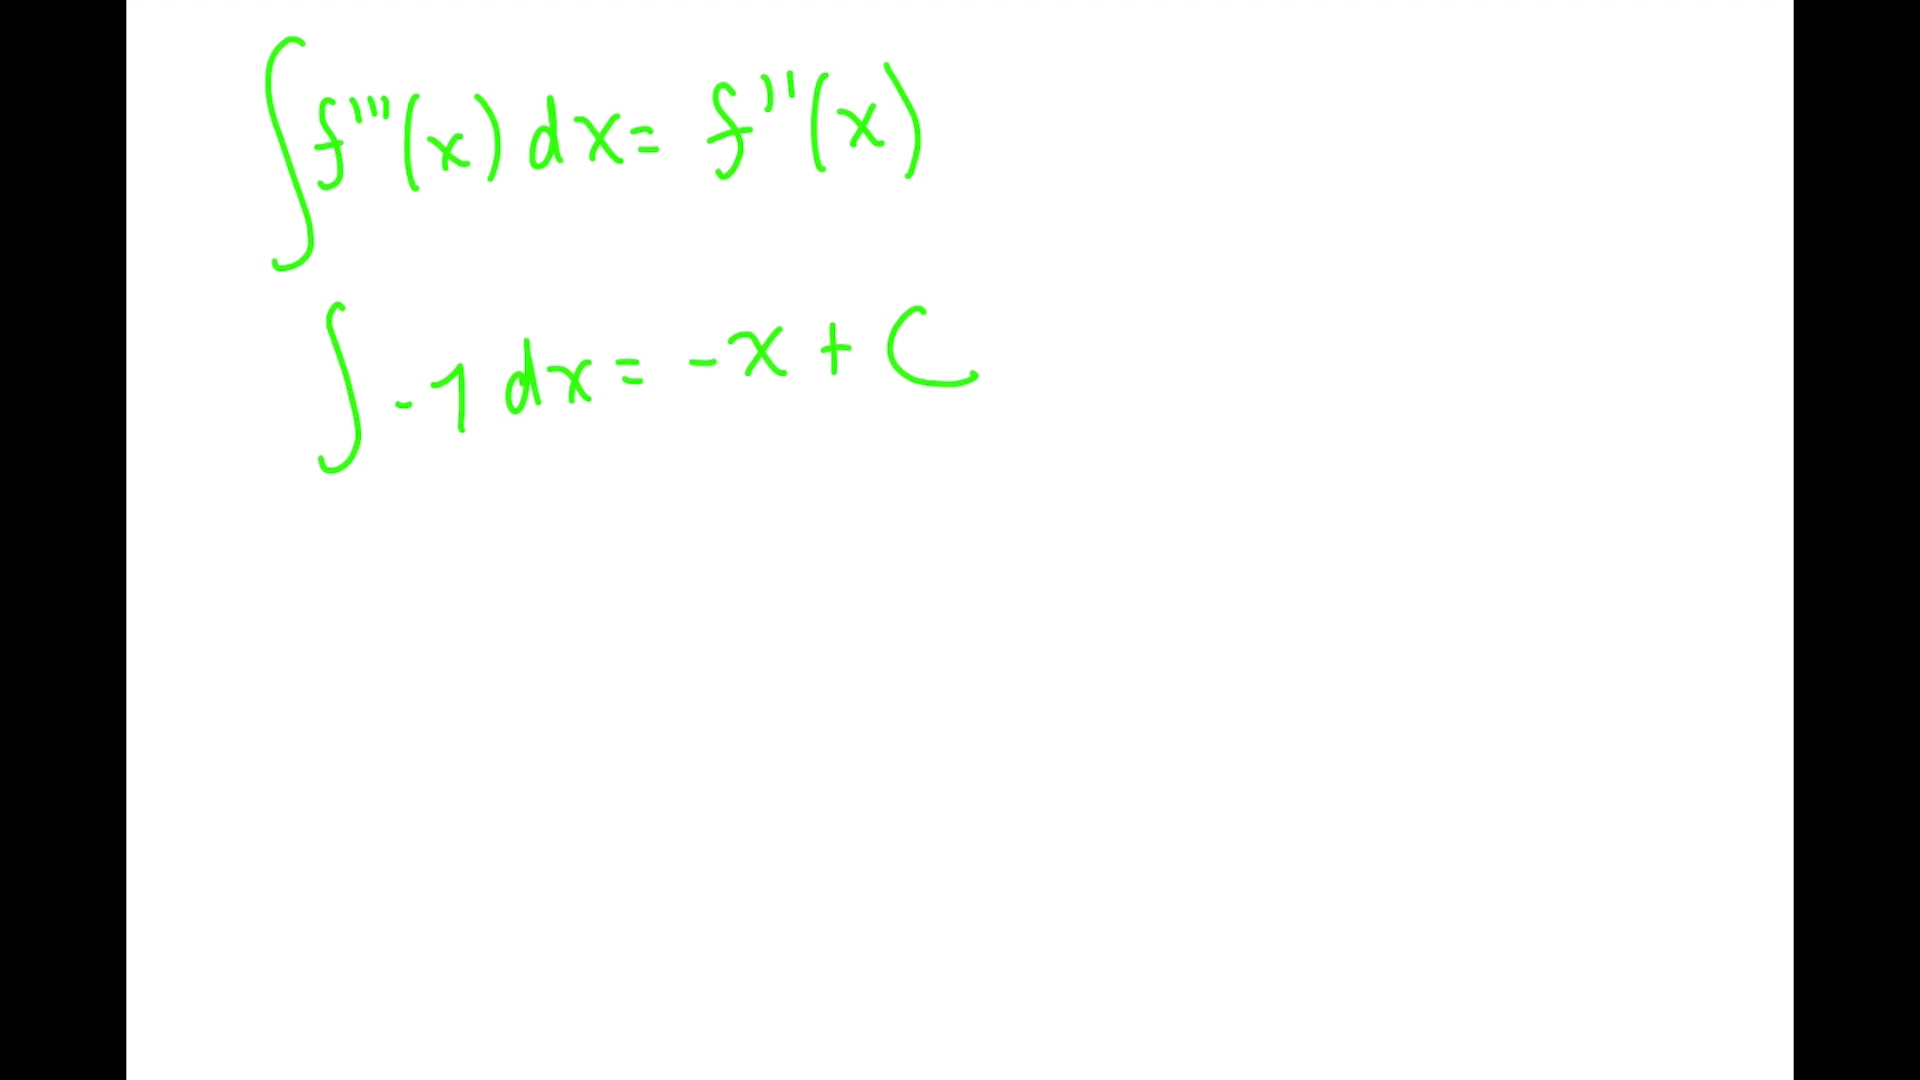 ∫f'''(x) dx = f''(x)
∫-1 dx = -x + C